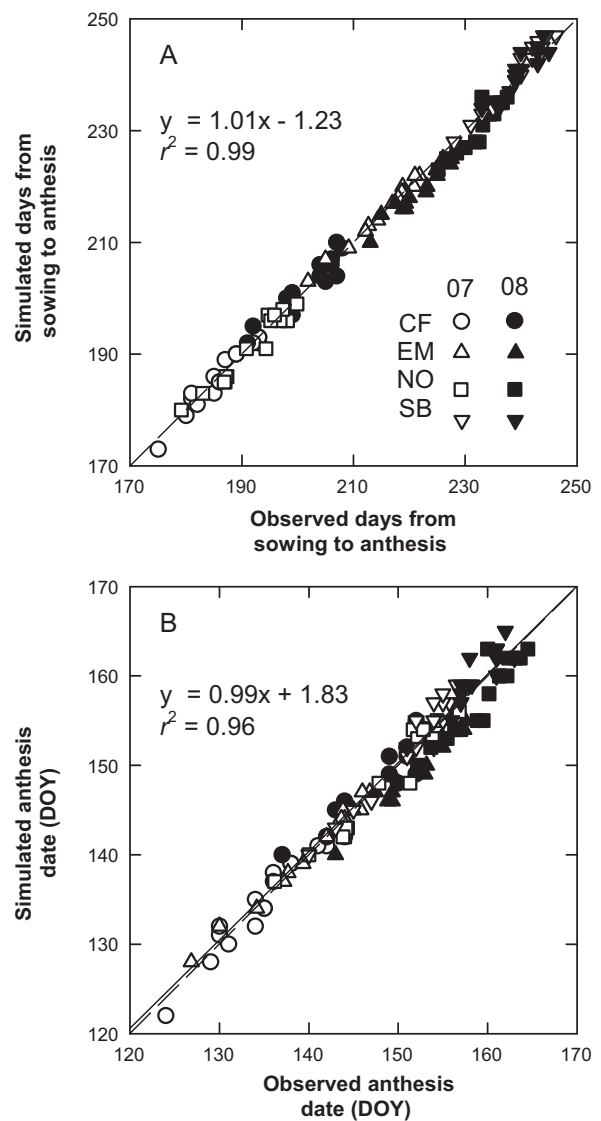 A
y = 1.01x - 1.23
r² = 0.99
Simulated days from
sowing to anthesis
250
230
210
190
170
07 08
CF
EM
NO
SB
170 190 210 230 250
Observed days from
sowing to anthesis
B
y = 0.99x + 1.83
r² = 0.96
Simulated anthesis
date (DOY)
170
160
150
140
130
120
120 130 140 150 160 170
Observed anthesis
date (DOY)